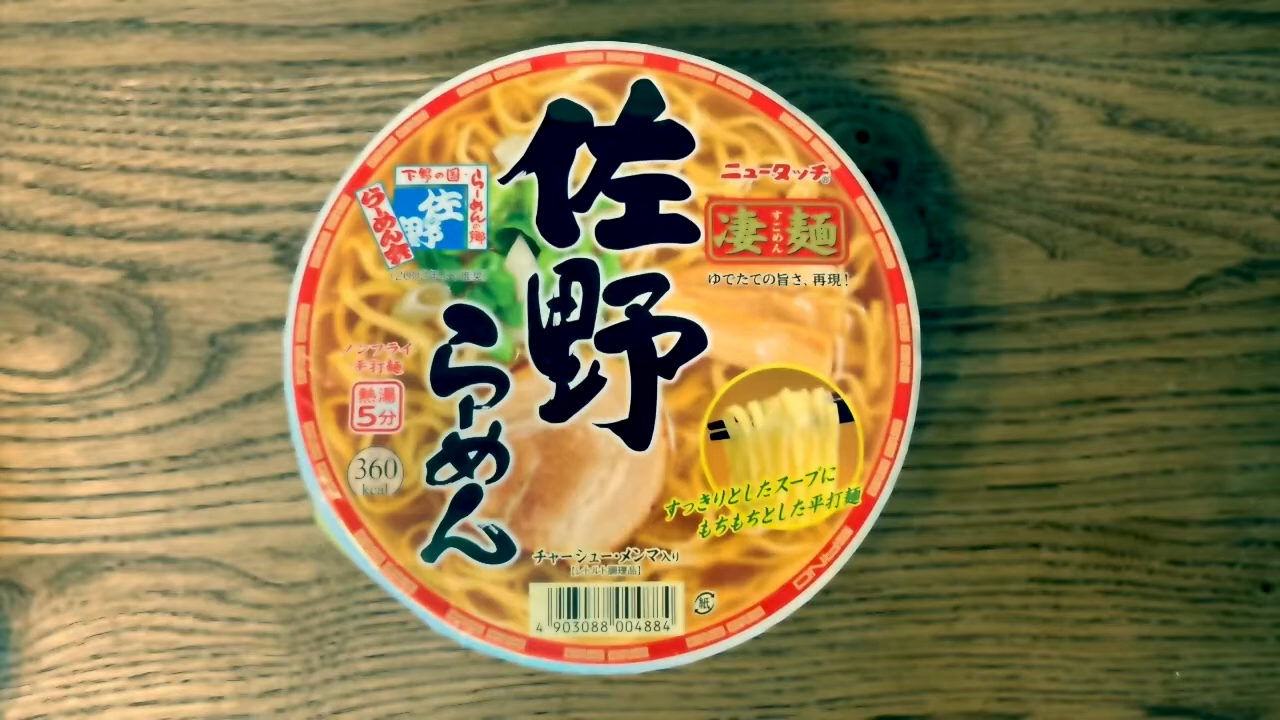 佐野
らーめん
下野の国
らーめんの郷
佐野
らーめん会
ニュータッチ®
凄麺
すごめん
ゆでたての旨さ、再現!
ノンフライ
平打麺
熱湯
5分
360
kcal
すっきりとしたスープに
もちもちとした平打麺
チャーシュー・メンマ入り
[レトルト調理品]
4 903088 004884
紙